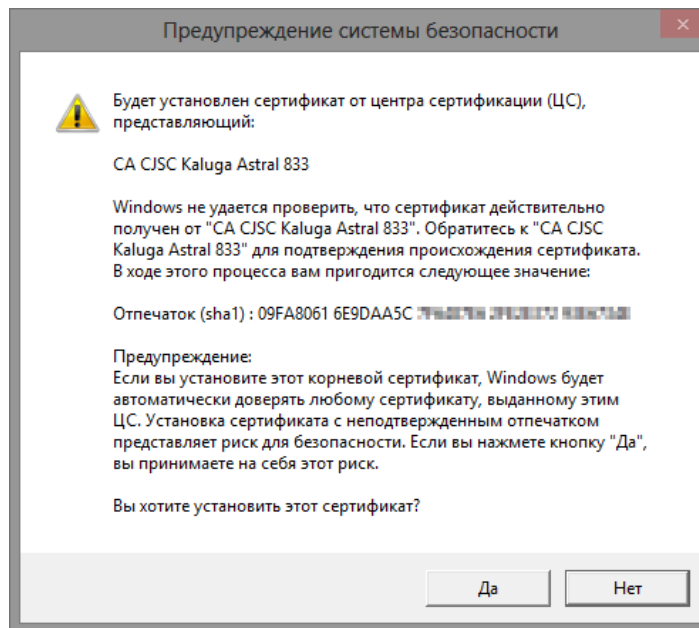 Предупреждение системы безопасности
Будет установлен сертификат от центра сертификации (ЦС),
представляющий:
CA CJSC Kaluga Astral 833
Windows не удается проверить, что сертификат действительно
получен от "CA CJSC Kaluga Astral 833". Обратитесь к "CA CJSC
Kaluga Astral 833" для подтверждения происхождения сертификата.
В ходе этого процесса вам пригодится следующее значение:
Отпечаток (sha1) : 09FA8061 6E9DAA5C
Предупреждение:
Если вы установите этот корневой сертификат, Windows будет
автоматически доверять любому сертификату, выданному этим
ЦС. Установка сертификата с неподтвержденным отпечатком
представляет риск для безопасности. Если вы нажмете кнопку "Да",
вы принимаете на себя этот риск.
Вы хотите установить этот сертификат?
Да
Нет